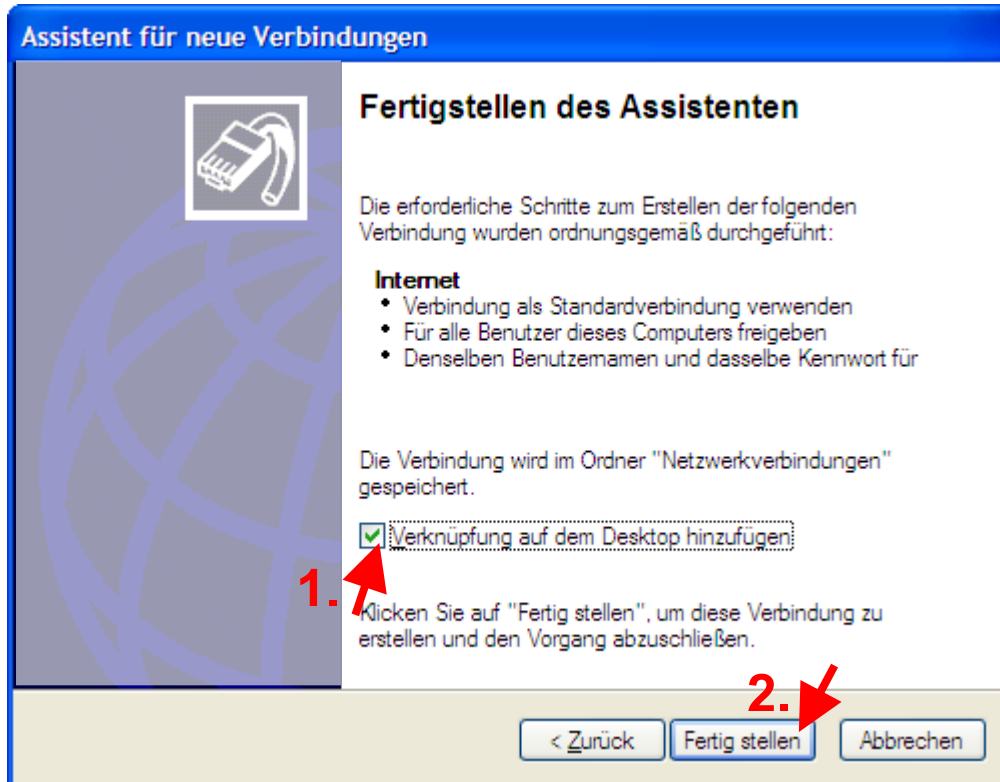 Assistent für neue Verbindungen
Fertigstellen des Assistenten
Die erforderliche Schritte zum Erstellen der folgenden
Verbindung wurden ordnungsgemäß durchgeführt:
Internet
• Verbindung als Standardverbindung verwenden
• Für alle Benutzer dieses Computers freigeben
• Denselben Benutzernamen und dasselbe Kennwort für
Die Verbindung wird im Ordner "Netzwerkverbindungen"
gespeichert.
Verknüpfung auf dem Desktop hinzufügen
1.
Klicken Sie auf "Fertig stellen", um diese Verbindung zu
erstellen und den Vorgang abzuschließen.
2.
< Zurück
Fertig stellen
Abbrechen